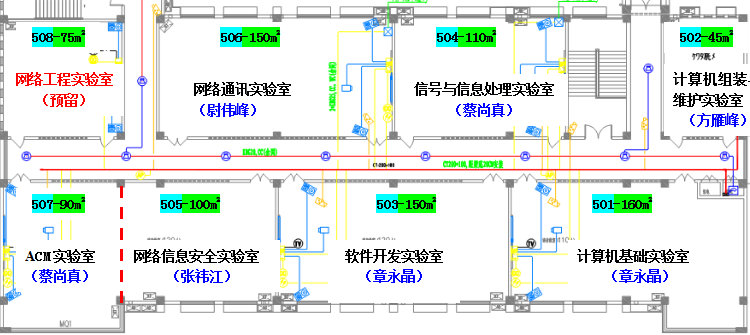 508-75㎡
506-150㎡
504-110㎡
502-45㎡
网络工程实验室
（预留）
网络通讯实验室
（尉伟峰）
信号与信息处理实验室
（蔡尚真）
计算机组装与
维护实验室
（方雁峰）
507-90㎡
505-100㎡
503-150㎡
501-160㎡
ACM实验室
（蔡尚真）
网络信息安全实验室
（张祎江）
软件开发实验室
（章永晶）
计算机基础实验室
（章永晶）
CT-200×101
MQ1